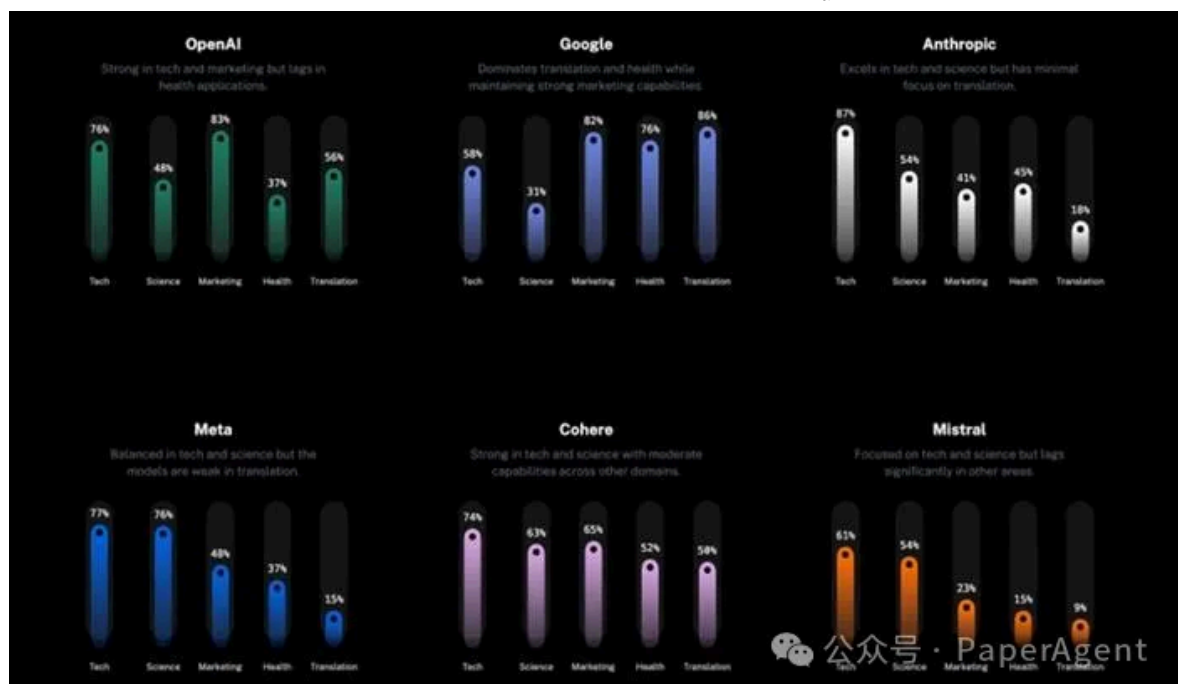 OpenAI
Strong in tech and marketing but lags in
health applications.
76%
48%
83%
37%
56%
Tech
Science
Marketing
Health
Translation
Google
Dominates translation and health while
maintaining strong marketing capabilities.
58%
31%
82%
76%
86%
Tech
Science
Marketing
Health
Translation
Anthropic
Excels in tech and science but has minimal
focus on translation.
87%
54%
41%
45%
18%
Tech
Science
Marketing
Health
Translation
Meta
Balanced in tech and science but the
models are weak in translation.
77%
76%
48%
37%
15%
Tech
Science
Marketing
Health
Translation
Cohere
Strong in tech and science with moderate
capabilities across other domains.
74%
63%
65%
52%
50%
Tech
Science
Marketing
Health
Translation
Mistral
Focused on tech and science but lags
significantly in other areas.
61%
54%
23%
15%
9%
Tech
Science
Marketing
Health
Translation
公众号 · PaperAgent